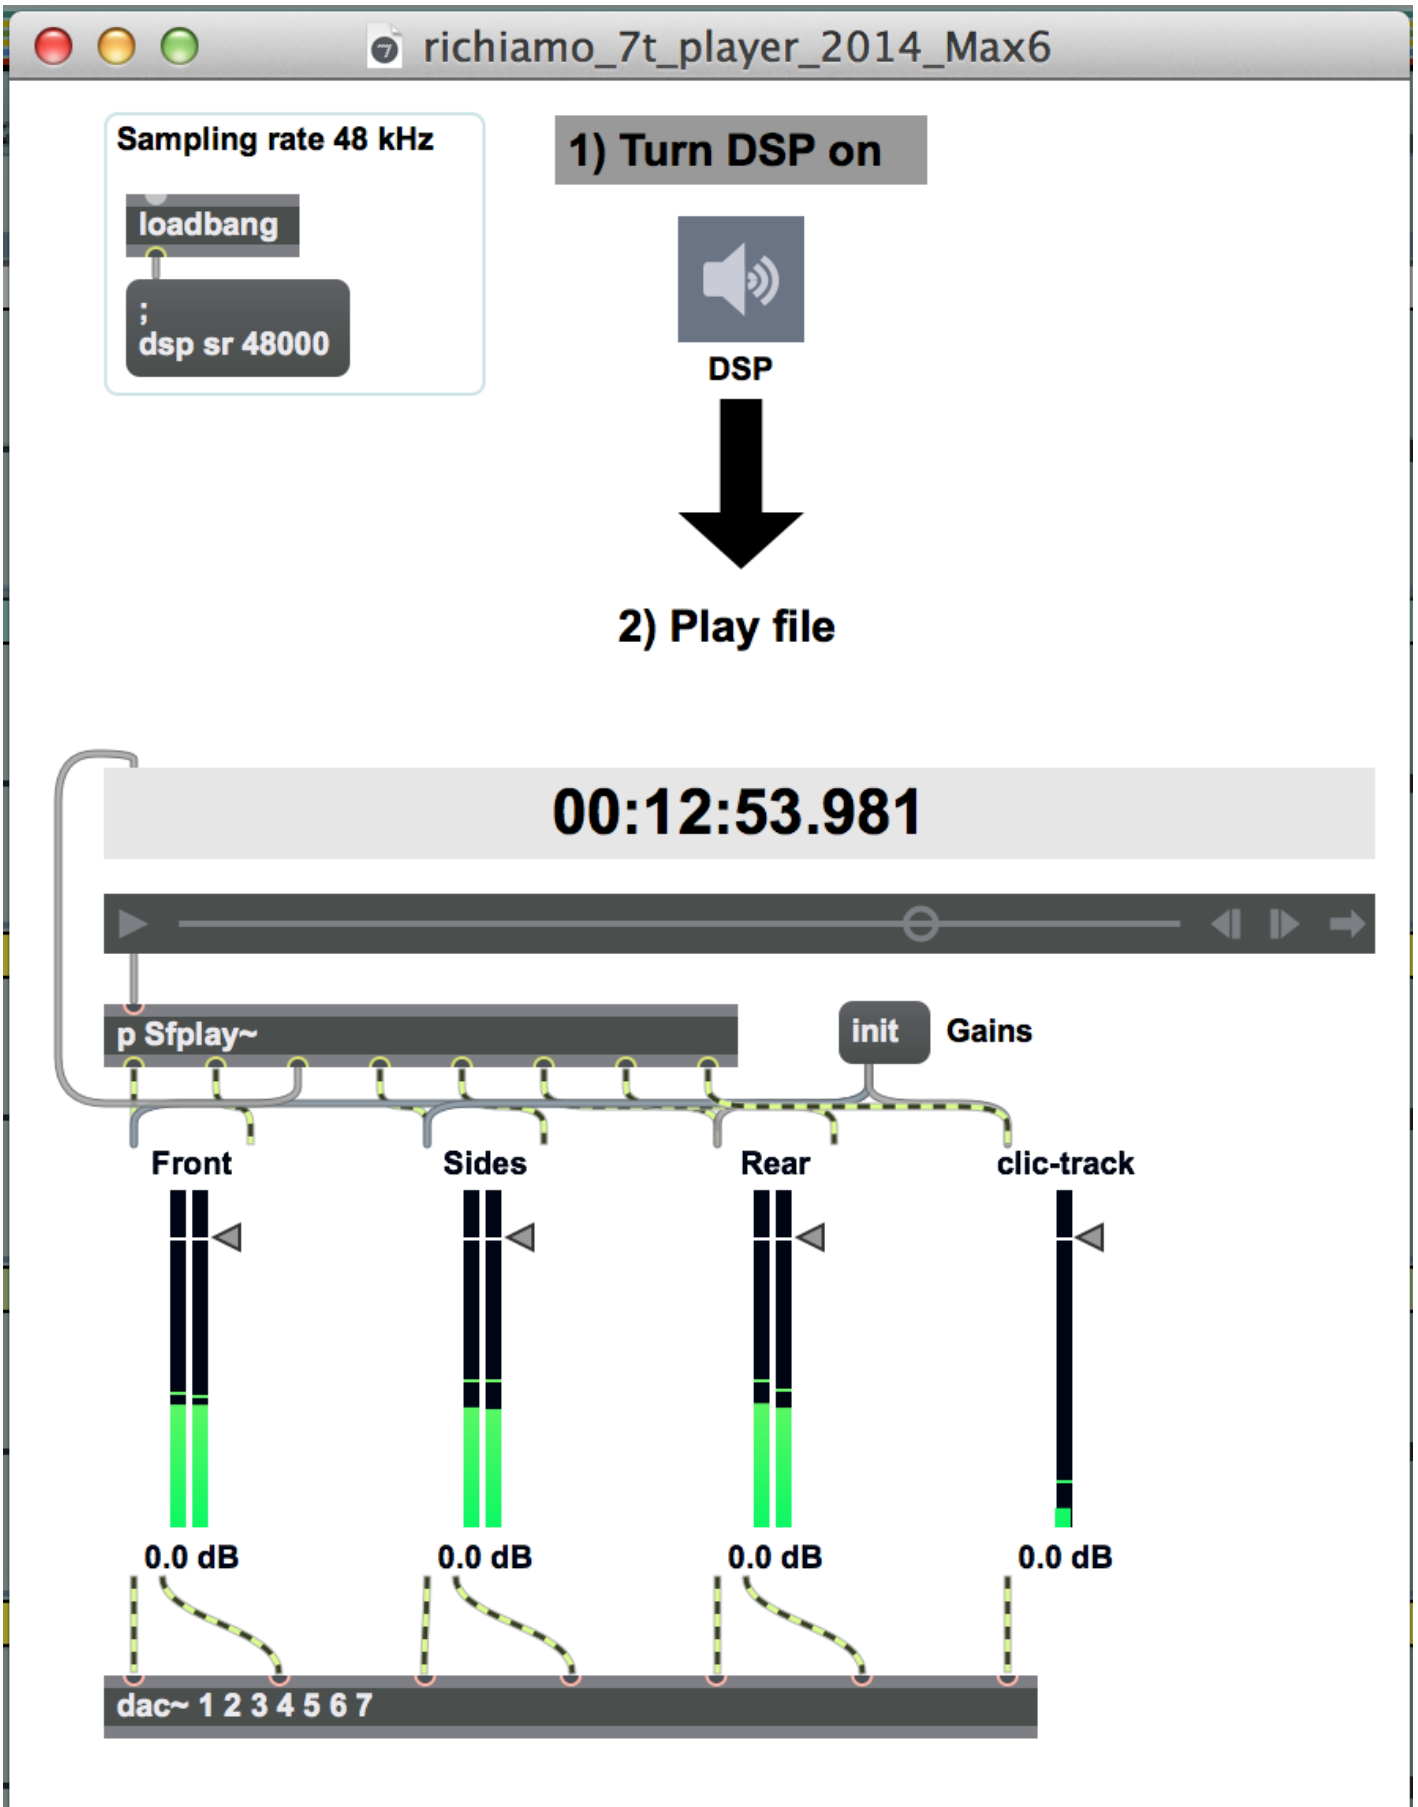 richiamo_7t_player_2014_Max6
Sampling rate 48 kHz
loadbang
;
dsp sr 48000
1) Turn DSP on
DSP
2) Play file
00:12:53.981
p Sfplay~
init
Gains
Front
Sides
Rear
clic-track
0.0 dB
0.0 dB
0.0 dB
0.0 dB
dac~ 1 2 3 4 5 6 7